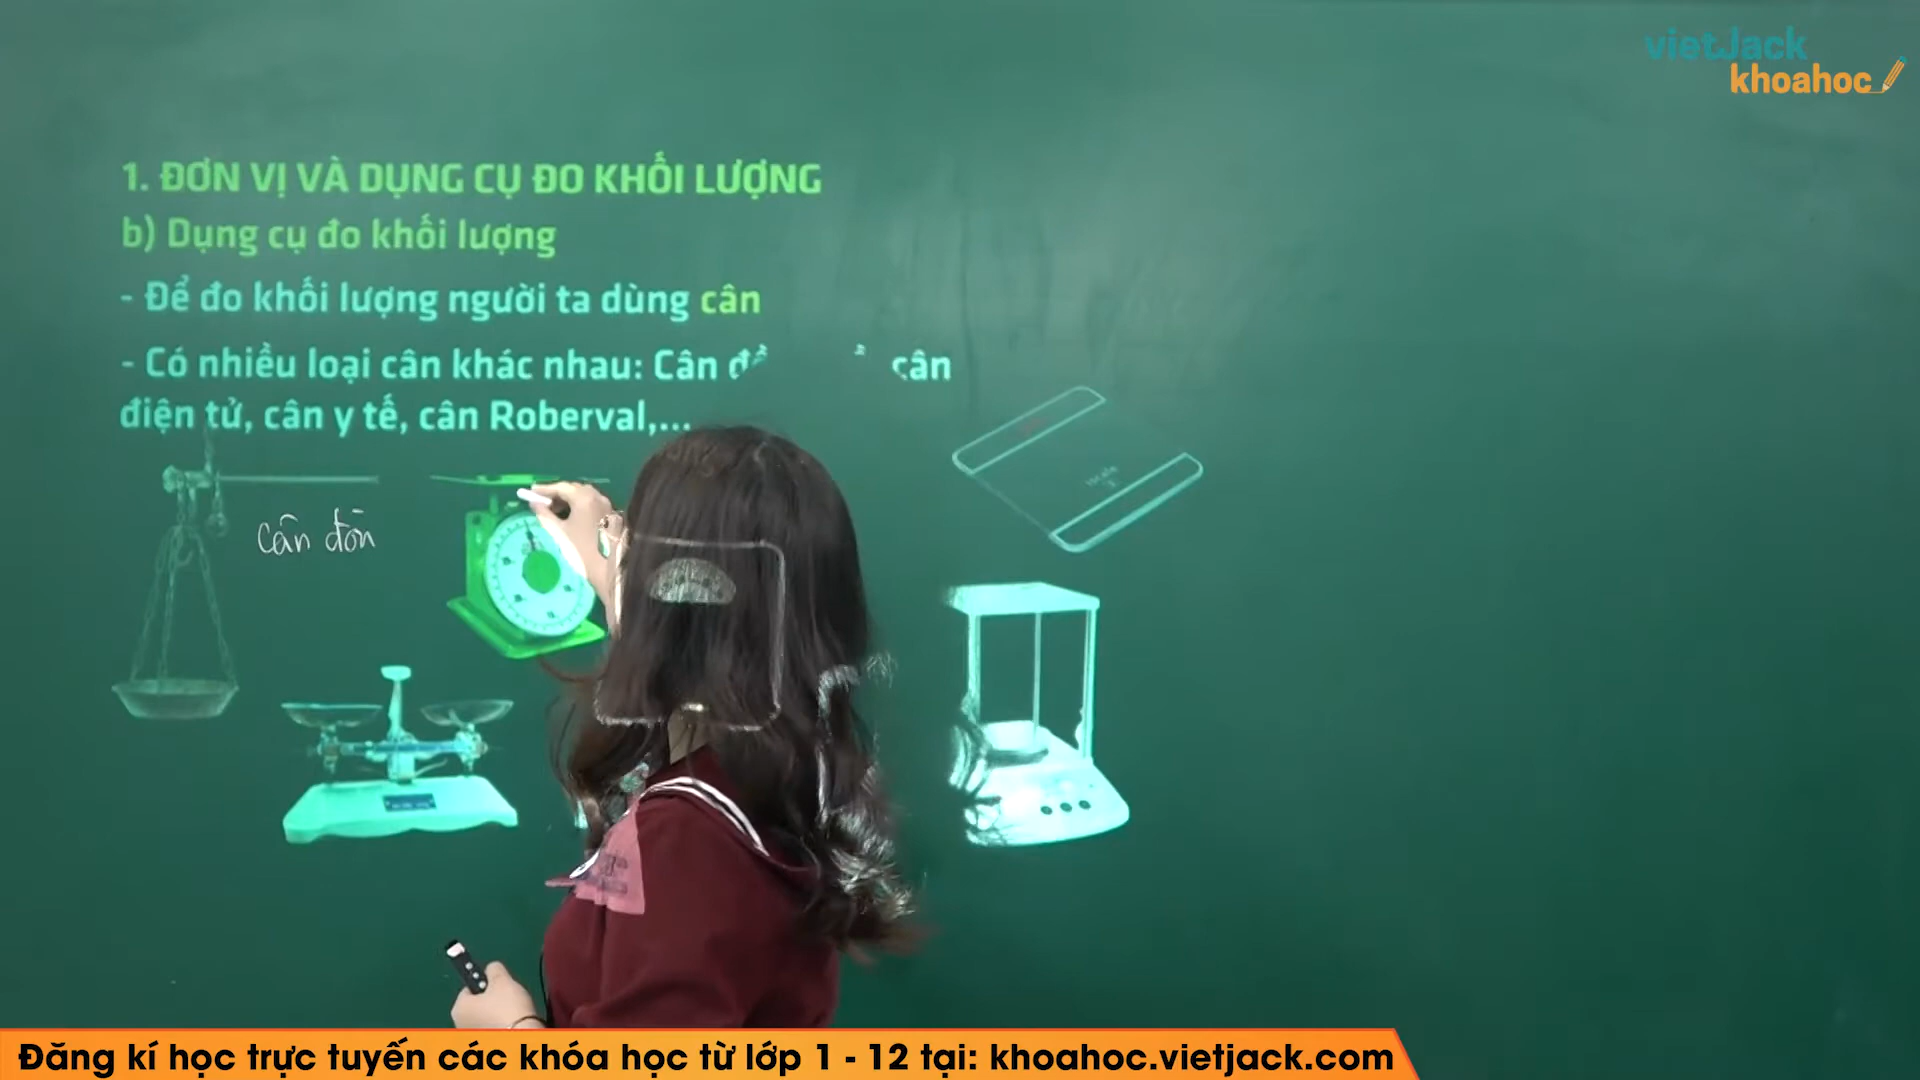 vietJack
khoahoc
1. ĐƠN VỊ VÀ DỤNG CỤ ĐO KHỐI LƯỢNG
b) Dụng cụ đo khối lượng
- Để đo khối lượng người ta dùng cân
- Có nhiều loại cân khác nhau: Cân cân
điện tử, cân y tế, cân Roberval,...
Cân đòn
Đăng kí học trực tuyến các khóa học từ lớp 1 - 12 tại: khoahoc.vietjack.com